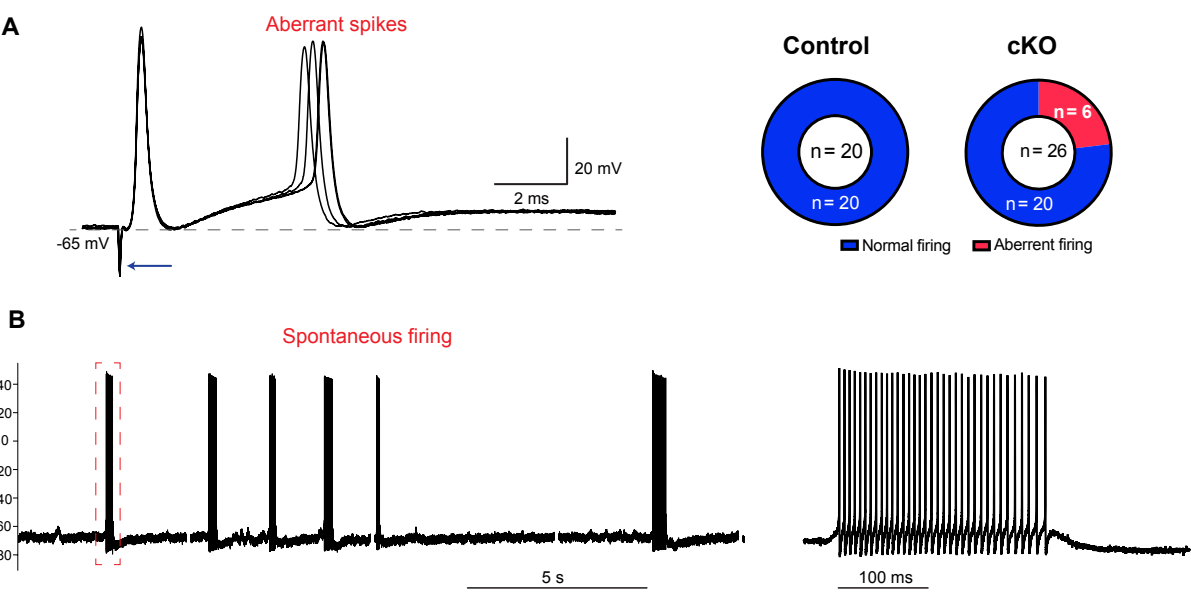 A
Aberrant spikes
20 mV
2 ms
-65 mV
Control
cKO
n= 20
n= 20
n= 6
n= 26
n= 20
Normal firing
Aberrent firing
B
Spontaneous firing
40
20
0
20
40
60
80
5 s
100 ms